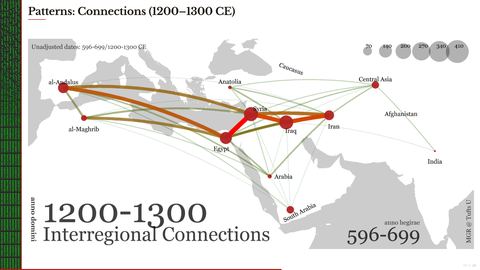 Patterns: Connections (1200–1300 CE)
Unadjusted dates: 596-699/1200-1300 CE
20 440 200 270 340 410
Caucasus
Anatolia
Central Asia
al-Andalus
Syria
Afghanistan
al-Maghrib
Iraq
Iran
Egypt
India
Arabia
South Arabia
anno domini
1200-1300
Interregional Connections
anno hegirae
596-699
MGR @ Tufts U